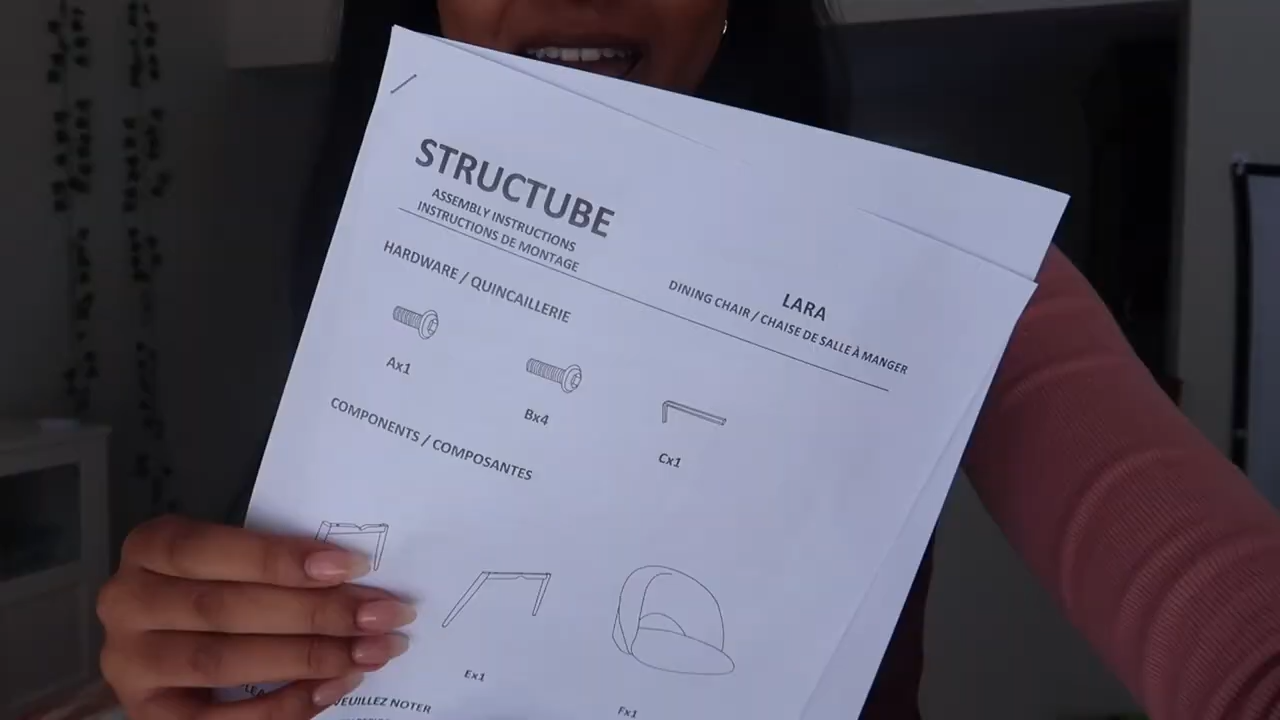 STRUCTUBE
ASSEMBLY INSTRUCTIONS
INSTRUCTIONS DE MONTAGE
LARA
DINING CHAIR / CHAISE DE SALLE À MANGER
HARDWARE / QUINCAILLERIE
Ax1
Bx4
Cx1
COMPONENTS / COMPOSANTES
Ex1
Fx1
VEUILLEZ NOTER